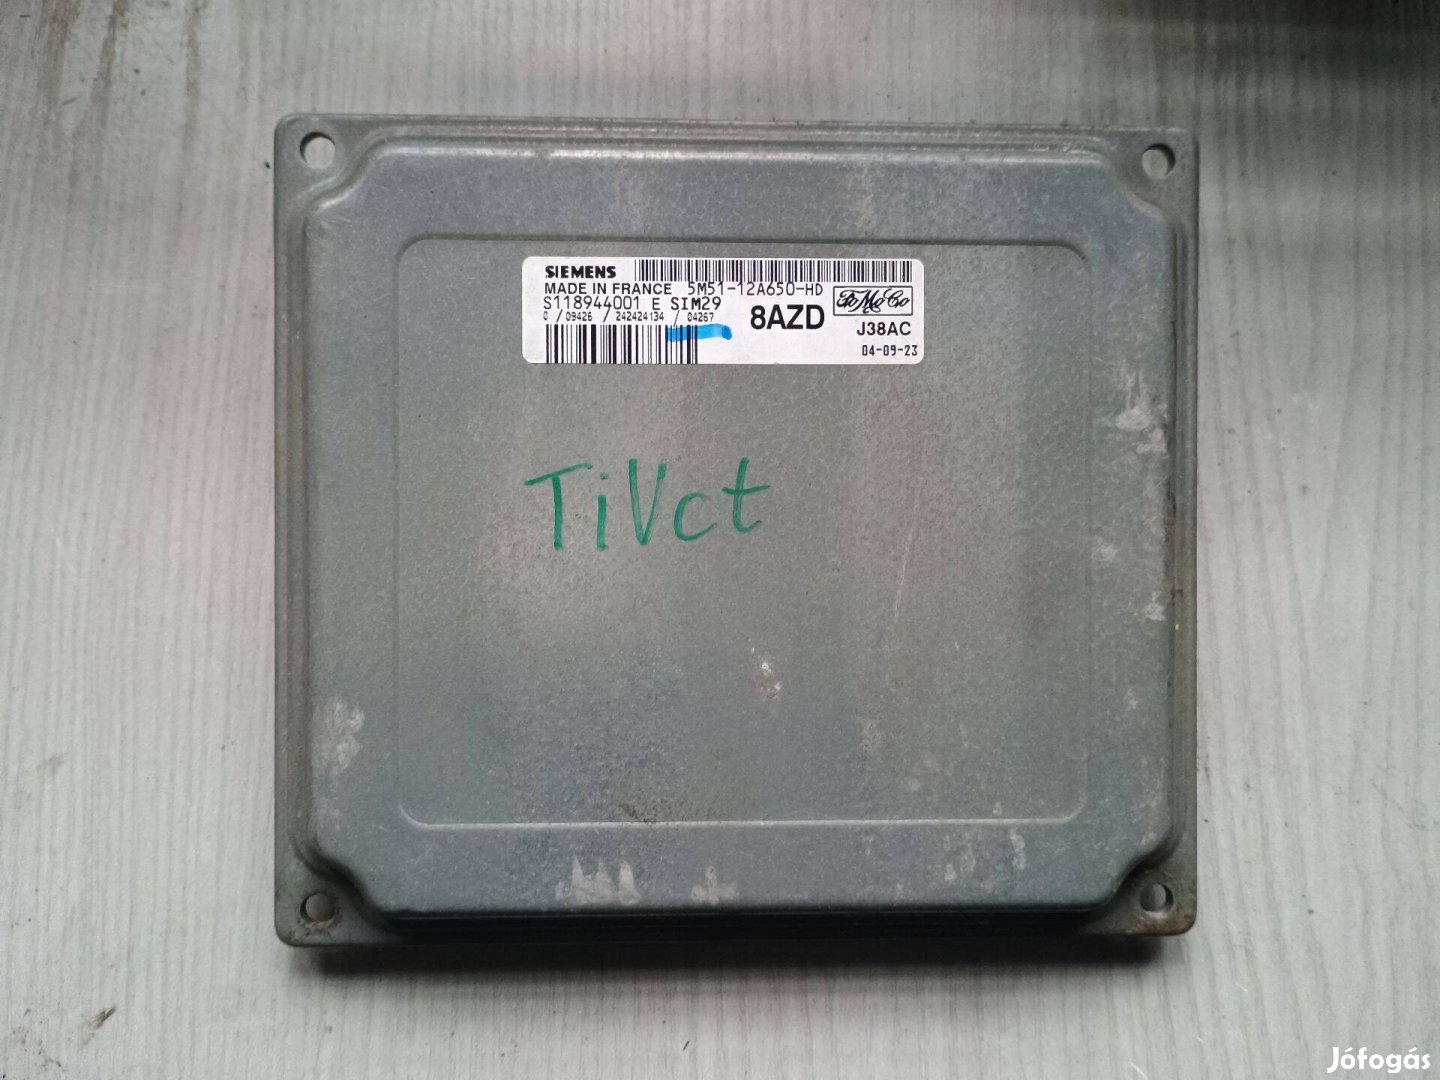 SIEMENS
MADE IN FRANCE 5M51-12A650-HD
S118944001 E SIM29
0 / 09426 / 242424134 / 04267
8AZD
FoMoCo
J38AC
04-09-23
TiVct
Jófogás